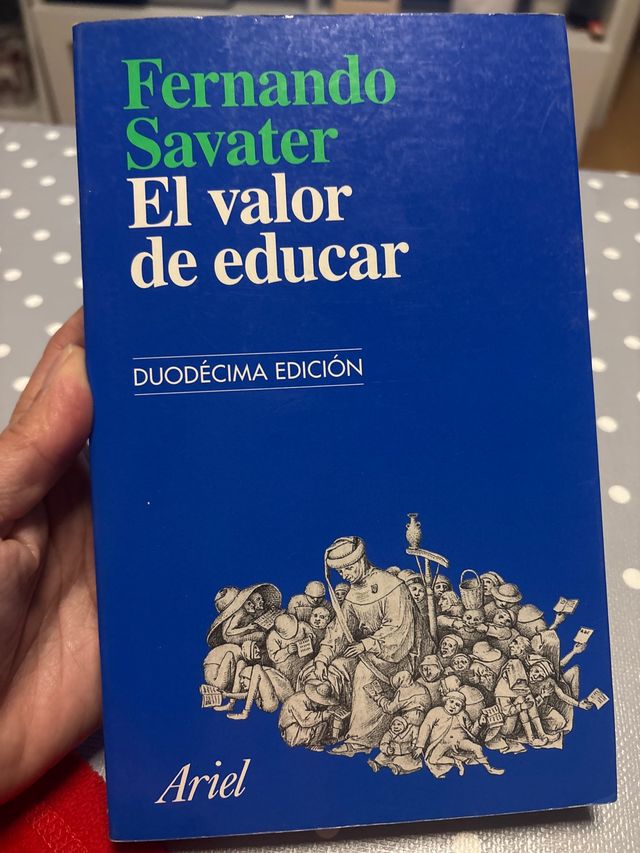 Fernando
Savater
El valor
de educar
DUODÉCIMA EDICIÓN
Ariel